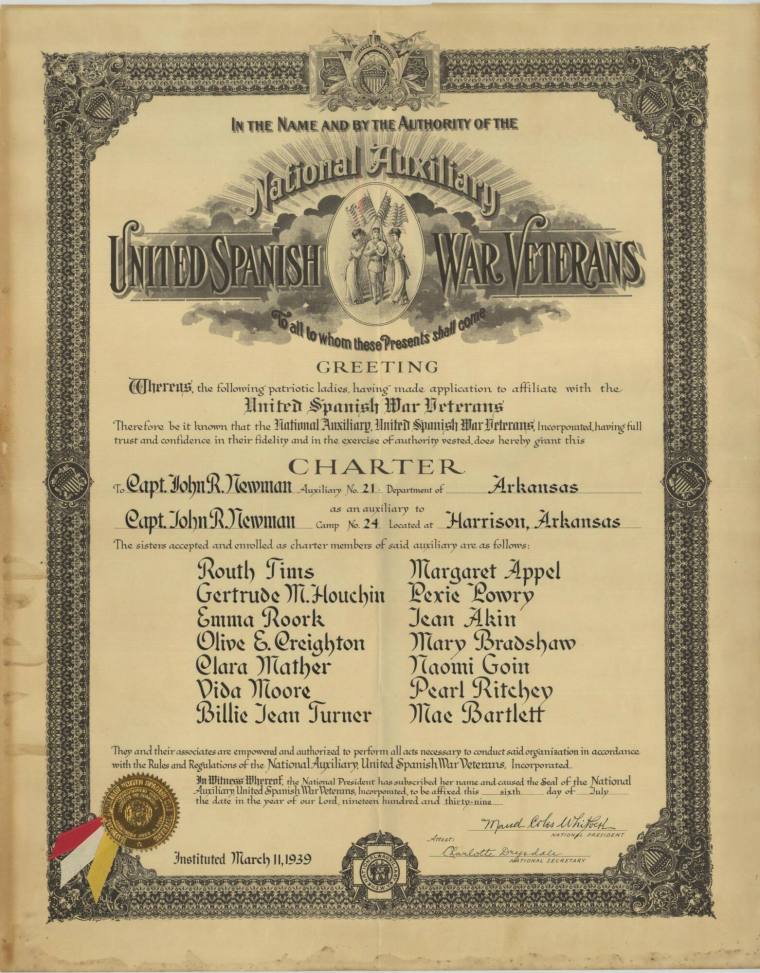 IN THE NAME AND BY THE AUTHORITY OF THE
National Auxiliary
UNITED SPANISH WAR VETERANS
To all to whom these Presents shall come
GREETING
Whereas, the following patriotic ladies, having made application to affiliate with the
United Spanish War Veterans
Therefore be it known that the National Auxiliary, United Spanish War Veterans, Incorporated, having full
trust and confidence in their fidelity and in the exercise of authority vested, does hereby grant this
CHARTER
To Capt. John R. Newman Auxiliary No. 21 Department of Arkansas
as an auxiliary to
Capt. John R. Newman Camp No. 24 Located at Harrison, Arkansas
The sisters accepted and enrolled as charter members of said auxiliary are as follows:
Routh Tims Margaret Appel
Gertrude M. Houchin Lexie Lowry
Emma Roork Jean Akin
Olive E. Creighton Mary Bradshaw
Clara Mather Naomi Goin
Vida Moore Pearl Ritchey
Billie Jean Turner Mae Bartlett
They and their associates are empowered and authorized to perform all acts necessary to conduct said organization in accordance
with the Rules and Regulations of the National Auxiliary, United Spanish War Veterans, Incorporated.
In Witness Whereof, the National President has subscribed her name and caused the Seal of the National
Auxiliary, United Spanish War Veterans, Incorporated, to be affixed this sixth day of July
the date in the year of our Lord, nineteen hundred and thirty-nine
Maud Coles Whitlock
NATIONAL PRESIDENT
Attest:
Charlotte Drysdale
NATIONAL SECRETARY
Instituted March 11, 1939